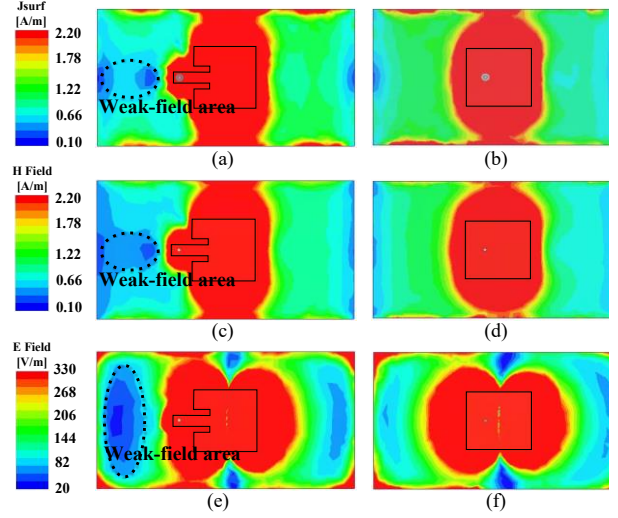 Jsurf
[A/m]
2.20
1.78
1.22
0.66
0.10
Weak-field area
(a)
(b)
H Field
[A/m]
2.20
1.78
1.22
0.66
0.10
Weak-field area
(c)
(d)
E Field
[V/m]
330
268
206
144
82
20
Weak-field area
(e)
(f)